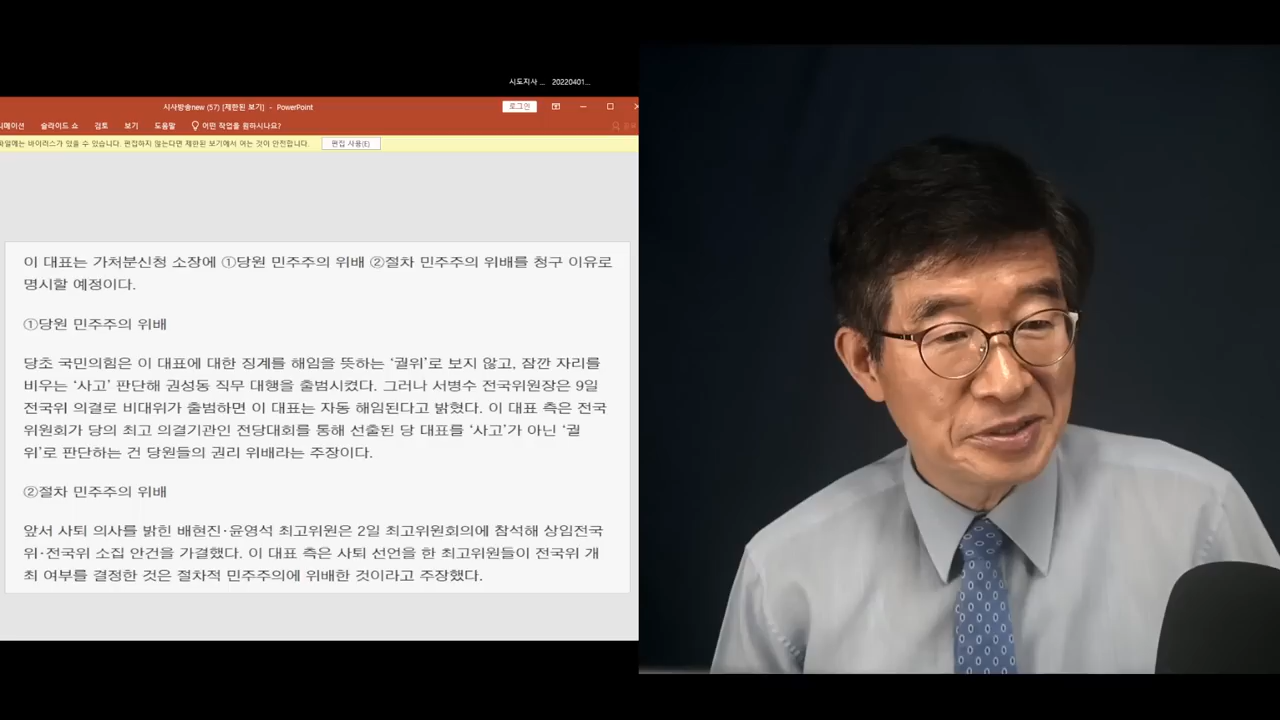 시도지사 ... 20220401...
시사방송new (57) [제한된 보기] - PowerPoint
로그인
슬라이드 쇼 검토 보기 도움말 어떤 작업을 원하시나요?
바이러스가 있을 수 있습니다. 편집하지 않는다면 제한된 보기에서 여는 것이 안전합니다. 편집 사용(E)
이 대표는 가처분신청 소장에 ①당원 민주주의 위배 ②절차 민주주의 위배를 청구 이유로
명시할 예정이다.
①당원 민주주의 위배
당초 국민의힘은 이 대표에 대한 징계를 해임을 뜻하는 ‘궐위’로 보지 않고, 잠깐 자리를
비우는 ‘사고’ 판단해 권성동 직무 대행을 출범시켰다. 그러나 서병수 전국위원장은 9일
전국위 의결로 비대위가 출범하면 이 대표는 자동 해임된다고 밝혔다. 이 대표 측은 전국
위원회가 당의 최고 의결기관인 전당대회를 통해 선출된 당 대표를 ‘사고’가 아닌 ‘궐
위’로 판단하는 건 당원들의 권리 위배라는 주장이다.
②절차 민주주의 위배
앞서 사퇴 의사를 밝힌 배현진·윤영석 최고위원은 2일 최고위원회의에 참석해 상임전국
위·전국위 소집 안건을 가결했다. 이 대표 측은 사퇴 선언을 한 최고위원들이 전국위 개
최 여부를 결정한 것은 절차적 민주주의에 위배한 것이라고 주장했다.